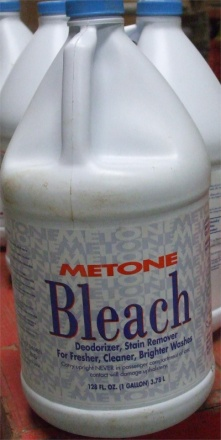 METONE
Bleach
Deodorizer, Stain Remover
For Fresher, Cleaner, Brighter Washes
128 FL. OZ. (1 GALLON) 3.78 L